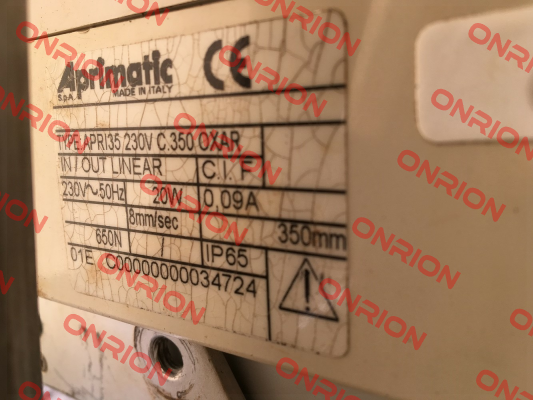 Aprimatic CE
S.p.A. MADE IN ITALY
TYPE: APRI35 230V C.350 OXAR
IN / OUT LINEAR C.I. F
230V~50Hz 20W 0,09A
8mm/sec
650N / IP65 350mm
01E C00000000034724
ONRION